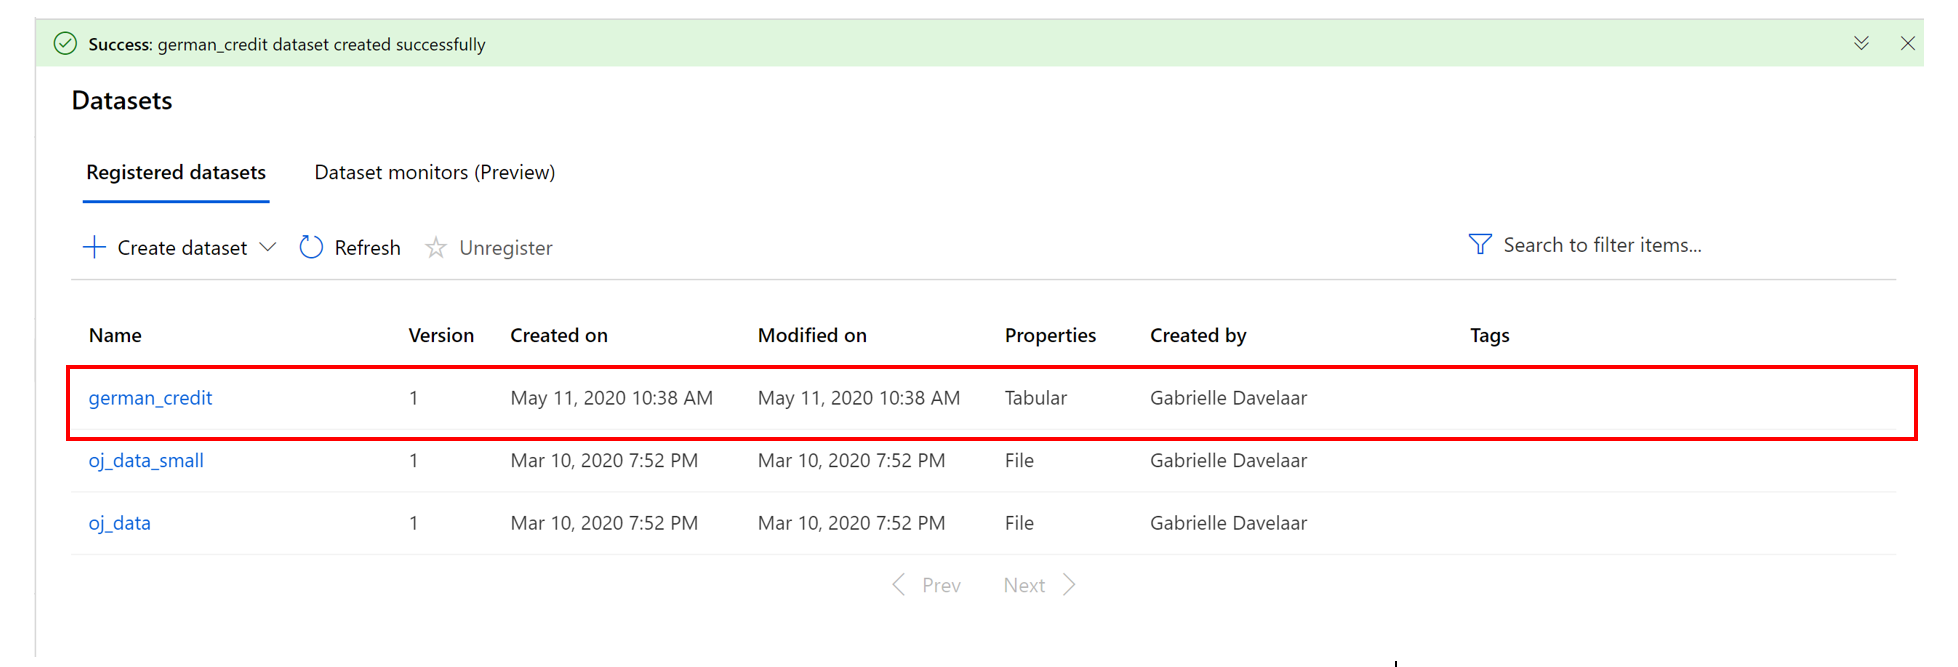 Success: german_credit dataset created successfully
Datasets
Registered datasets Dataset monitors (Preview)
Create dataset Refresh Unregister Search to filter items...
Name Version Created on Modified on Properties Created by Tags
german_credit 1 May 11, 2020 10:38 AM May 11, 2020 10:38 AM Tabular Gabrielle Davelaar
oj_data_small 1 Mar 10, 2020 7:52 PM Mar 10, 2020 7:52 PM File Gabrielle Davelaar
oj_data 1 Mar 10, 2020 7:52 PM Mar 10, 2020 7:52 PM File Gabrielle Davelaar
Prev Next